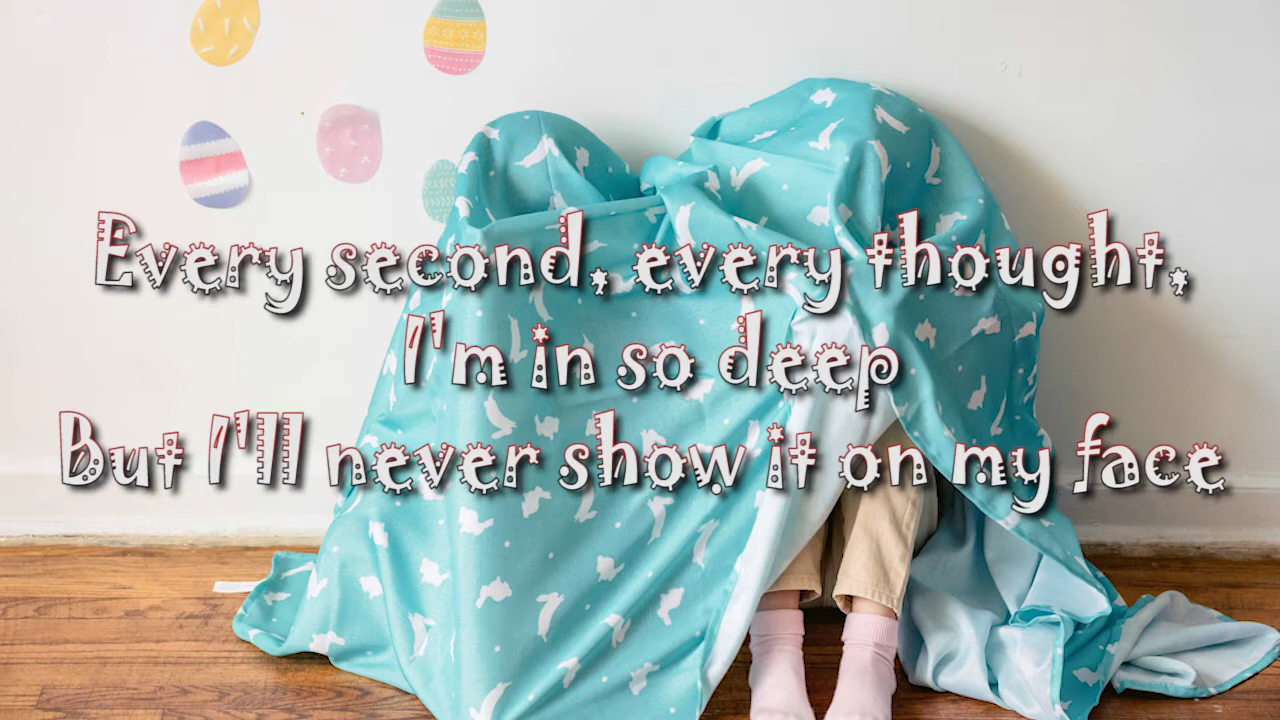 Every second, every thought,
I'm in so deep
But I'll never show it on my face